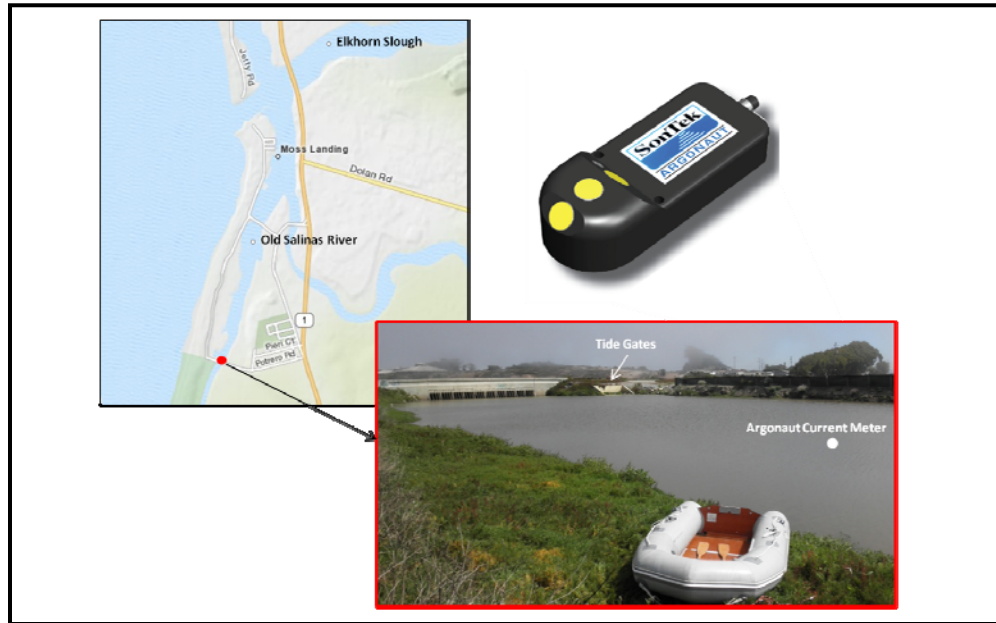 Elkhorn Slough
Jetty Rd
Moss Landing
Dolan Rd
Old Salinas River
1
Pieri Ct
Potrero Rd
SonTek
ARGONAUT
Tide Gates
Argonaut Current Meter